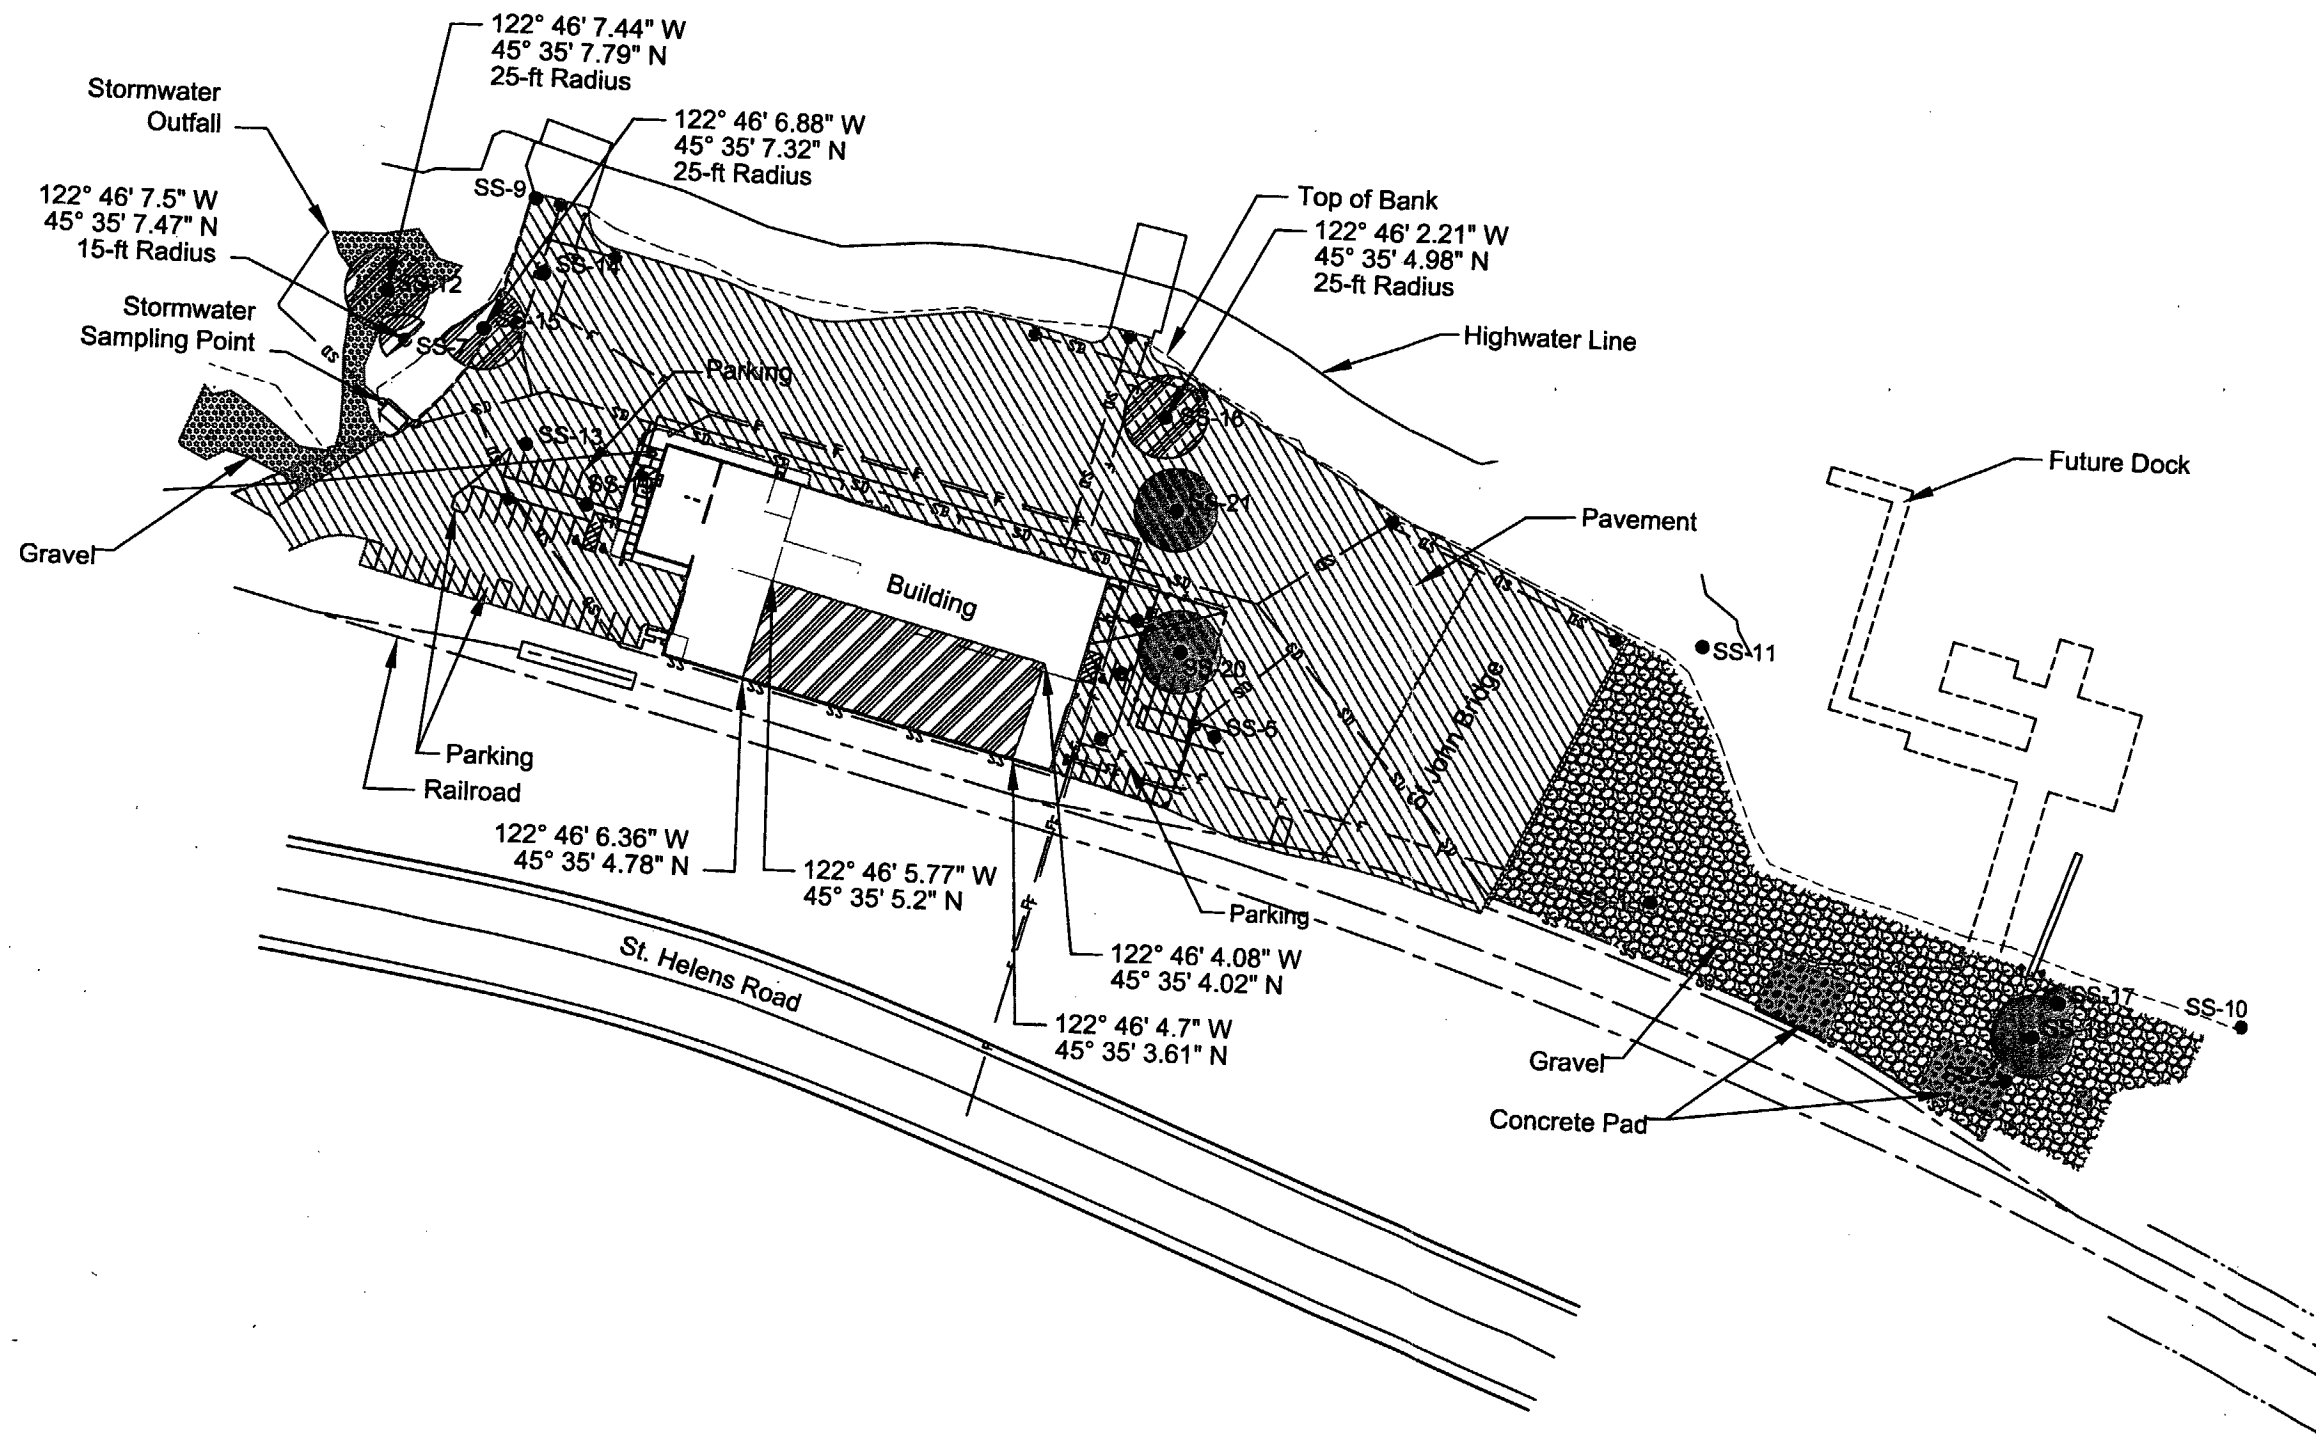 122° 46' 7.44" W
45° 35' 7.79" N
25-ft Radius
Stormwater
Outfall
122° 46' 6.88" W
45° 35' 7.32" N
25-ft Radius
122° 46' 7.5" W
45° 35' 7.47" N
15-ft Radius
Stormwater
Sampling Point
SS-9
SS-14
SS-12
SS-15
SS-7
Top of Bank
122° 46' 2.21" W
45° 35' 4.98" N
25-ft Radius
Highwater Line
Parking
SS-13
SS-16
SS-21
Future Dock
Pavement
Gravel
Building
SS-20
SS-11
SS-5
St. John Bridge
Parking
Railroad
122° 46' 6.36" W
45° 35' 4.78" N
122° 46' 5.77" W
45° 35' 5.2" N
Parking
122° 46' 4.08" W
45° 35' 4.02" N
122° 46' 4.7" W
45° 35' 3.61" N
St. Helens Road
SS-17
SS-10
Gravel
Concrete Pad
SD
SS
F